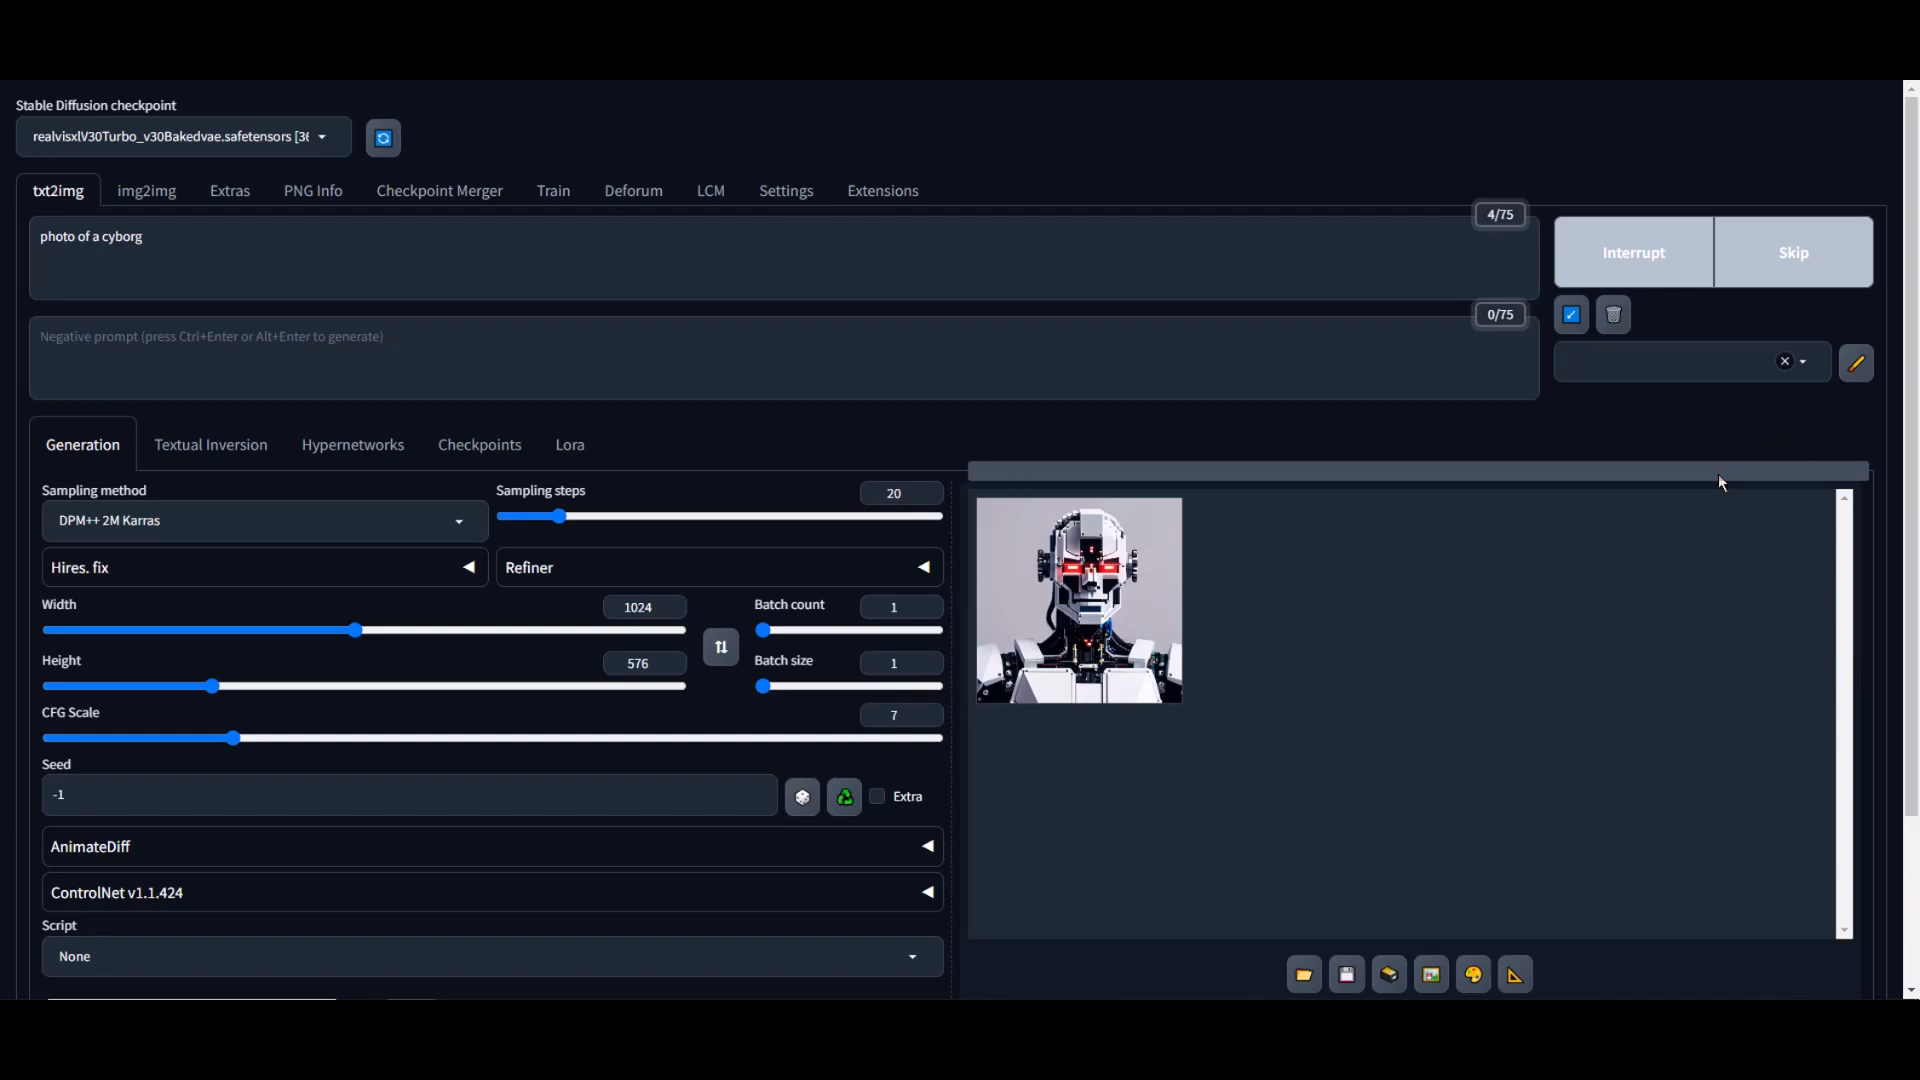 Stable Diffusion checkpoint
realvisxlV30Turbo_v30Bakedvae.safetensors [36
txt2img img2img Extras PNG Info Checkpoint Merger Train Deforum LCM Settings Extensions
4/75
photo of a cyborg
Interrupt Skip
0/75
Negative prompt (press Ctrl+Enter or Alt+Enter to generate)
Generation Textual Inversion Hypernetworks Checkpoints Lora
Sampling method
DPM++ 2M Karras
Sampling steps 20
Hires. fix
Refiner
Width 1024
Batch count 1
Height 576
Batch size 1
CFG Scale 7
Seed
-1
Extra
AnimateDiff
ControlNet v1.1.424
Script
None